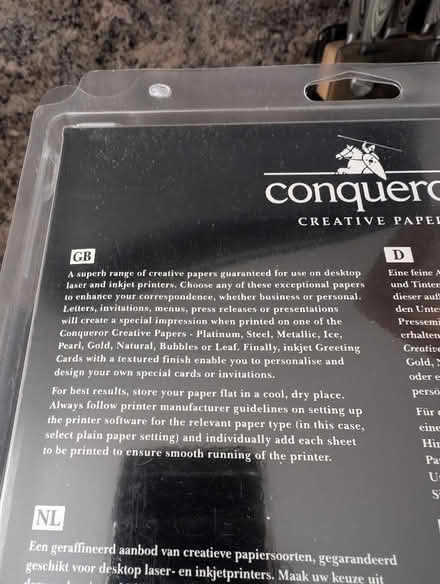 conquero
CREATIVE PAPE
GB
A superb range of creative papers guaranteed for use on desktop
laser and inkjet printers. Choose any of these exceptional papers
to enhance your correspondence, whether business or personal.
Letters, invitations, menus, press releases or presentations
will create a special impression when printed on one of the
Conqueror Creative Papers - Platinum, Steel, Metallic, Ice,
Pearl, Gold, Natural, Bubbles or Leaf. Finally, inkjet Greeting
Cards with a textured finish enable you to personalise and
design your own special cards or invitations.
For best results, store your paper flat in a cool, dry place.
Always follow printer manufacturer guidelines on setting up
the printer software for the relevant paper type (in this case,
select plain paper setting) and individually add each sheet
to be printed to ensure smooth running of the printer.
D
Eine feine A
und Tinten
dieser auß
den Unter
Pressemi
erhalten
Creative
Gold, N
oder e
persö
Für
eine
Hin
Pa
NL
Een geraffineerd aanbod van creatieve papiersoorten, gegarandeerd
geschikt voor desktop laser- en inkjetprinters. Maak uw keuze uit